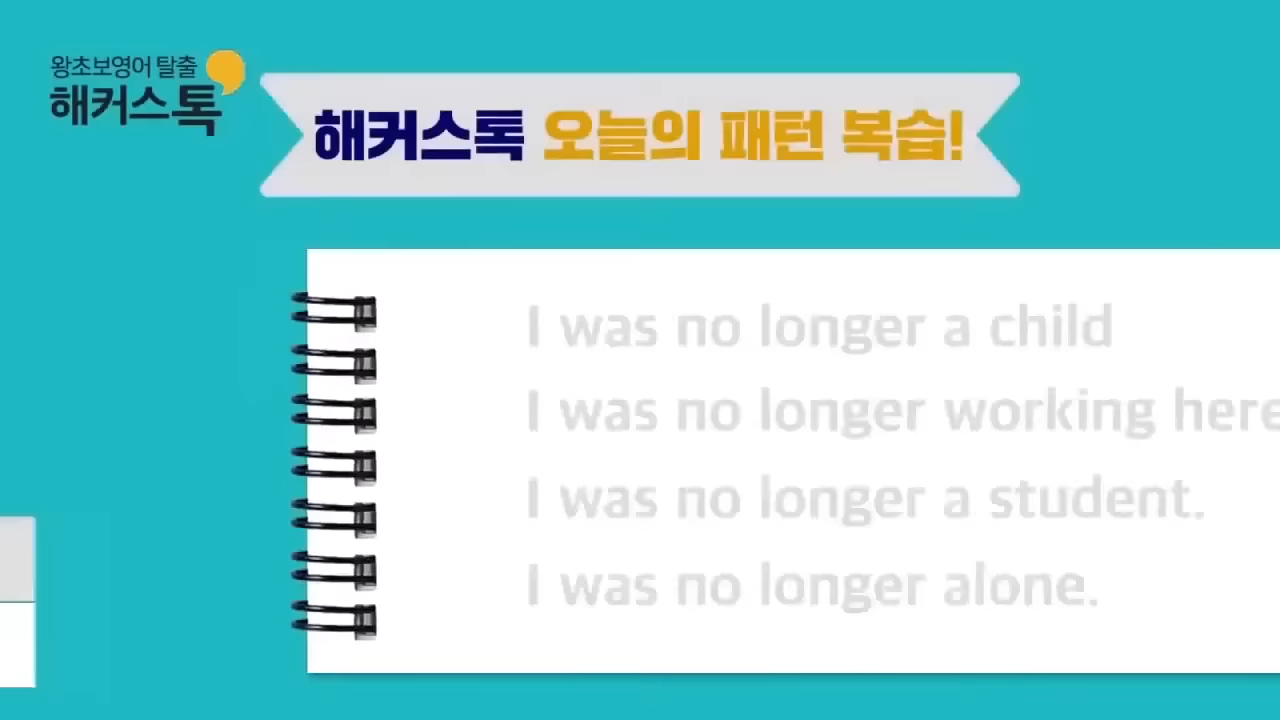 왕초보영어 탈출
해커스톡
해커스톡 오늘의 패턴 복습!
I was no longer a child
I was no longer working here
I was no longer a student.
I was no longer alone.